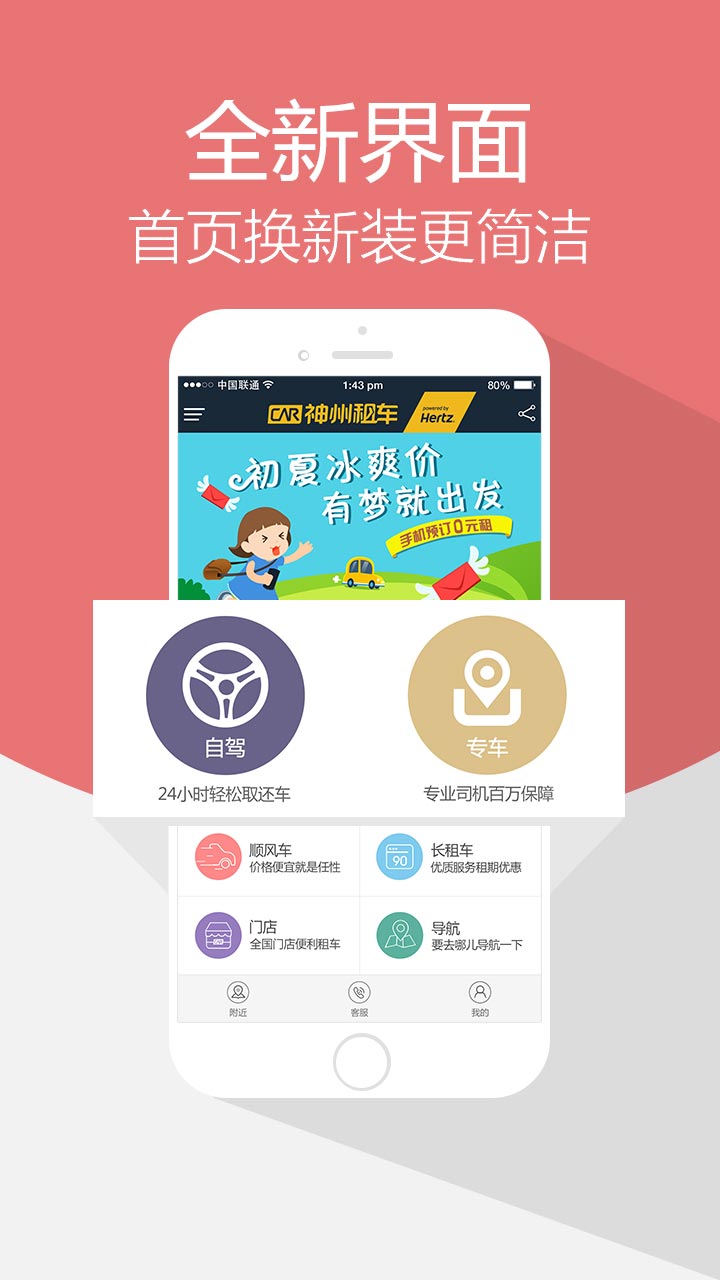 全新界面
首页换新装更简洁
中国联通 1:43 pm 80%
CAR 神州租车 powered by Hertz.
初夏冰爽价
有梦就出发
手机预订0元租
自驾 专车
24小时轻松取还车 专业司机百万保障
顺风车 长租车
价格便宜就是任性 90 优质服务租期优惠
门店 导航
全国门店便利租车 要去哪儿导航一下
附近 客服 我的